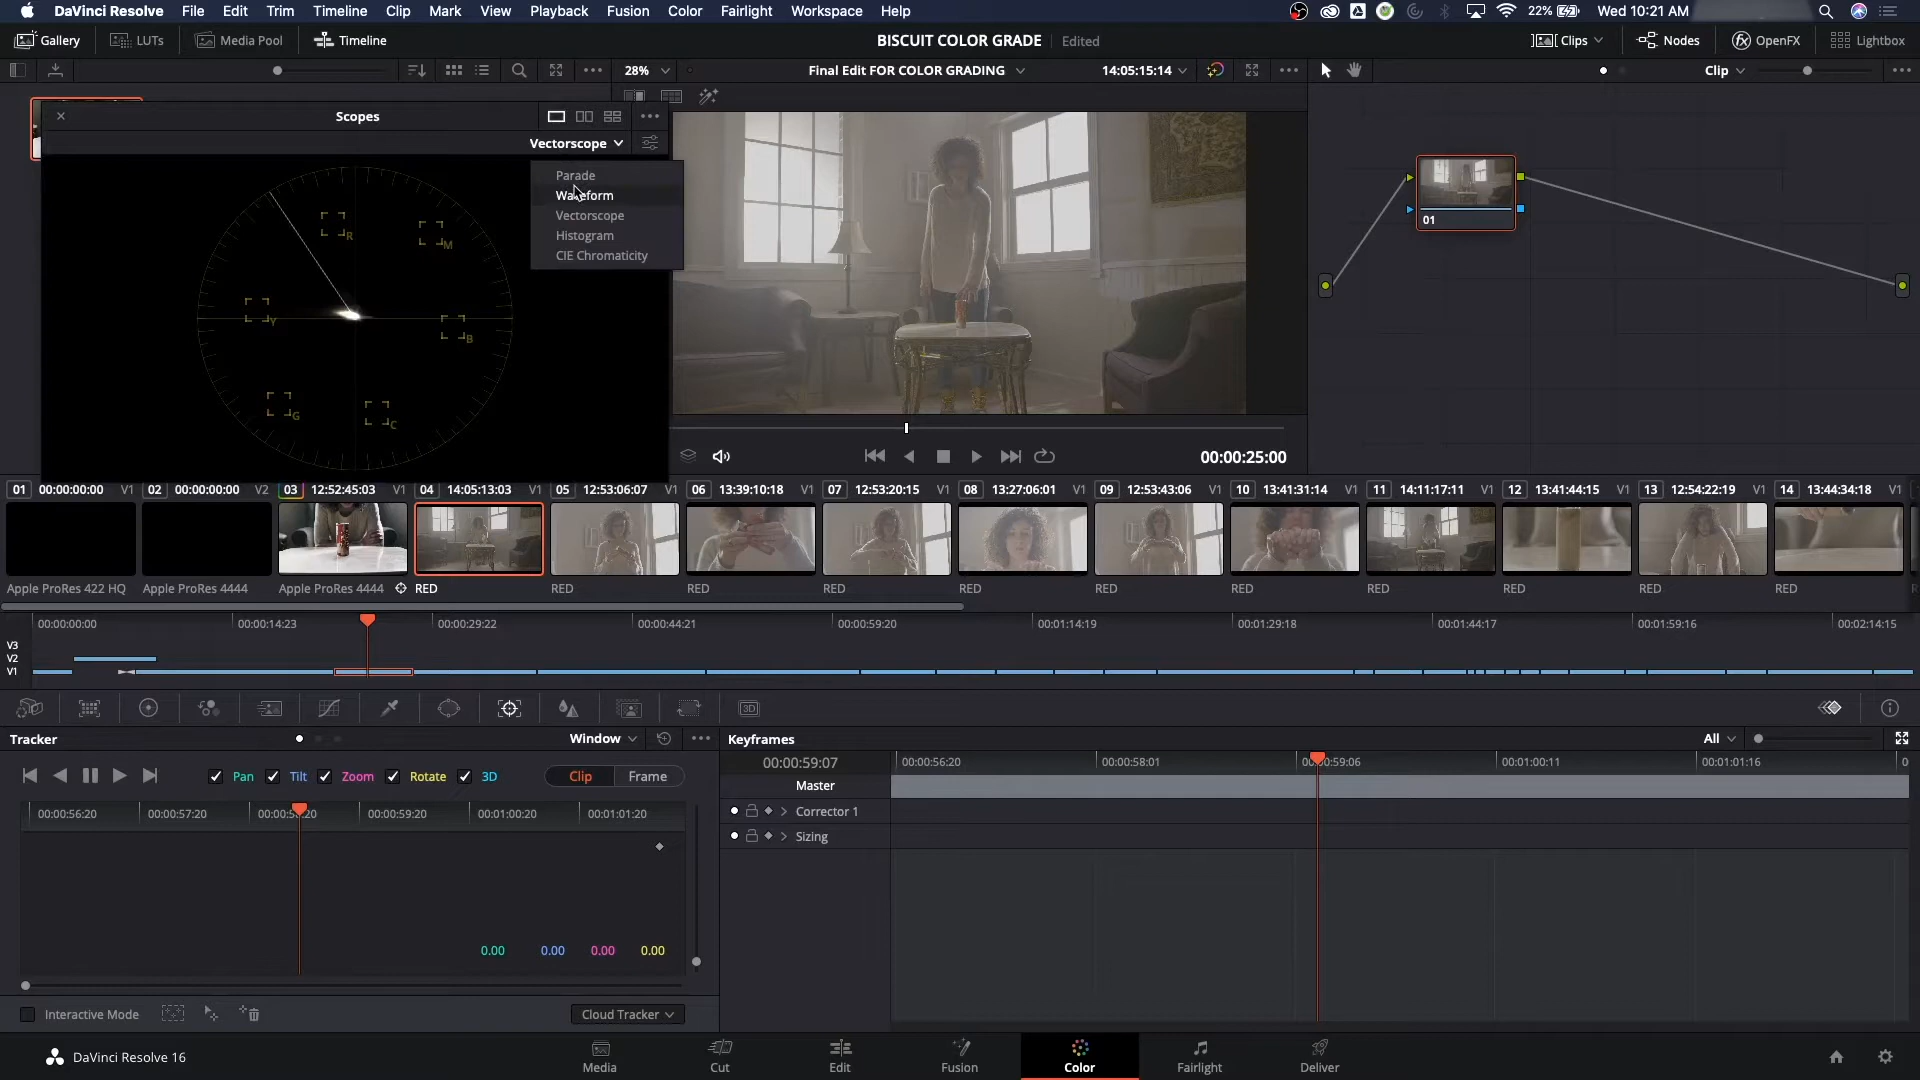 DaVinci Resolve File Edit Trim Timeline Clip Mark View Playback Fusion Color Fairlight Workspace Help 22% Wed 10:21 AM
Gallery LUTs Media Pool Timeline BISCUIT COLOR GRADE Edited Clips Nodes OpenFX Lightbox
28% Final Edit FOR COLOR GRADING 14:05:15:14 Clip
Scopes
Vectorscope
Parade
Waveform
Vectorscope
Histogram
CIE Chromaticity
R
M
Y
B
G
C
01
00:00:25:00
01 00:00:00:00 V1 02 00:00:00:00 V2 03 12:52:45:03 V1 04 14:05:13:03 V1 05 12:53:06:07 V1 06 13:39:10:18 V1 07 12:53:20:15 V1 08 13:27:06:01 V1 09 12:53:43:06 V1 10 13:41:31:14 V1 11 14:11:17:11 V1 12 13:41:44:15 V1 13 12:54:22:19 V1 14 13:44:34:18 V1
Apple ProRes 422 HQ Apple ProRes 4444 Apple ProRes 4444 RED RED RED RED RED RED RED RED RED RED RED
00:00:00:00 00:00:14:23 00:00:29:22 00:00:44:21 00:00:59:20 00:01:14:19 00:01:29:18 00:01:44:17 00:01:59:16 00:02:14:15
V3
V2
V1
3D
Tracker Window Keyframes All
00:00:59:07 00:00:56:20 00:00:58:01 00:00:59:06 00:01:00:11 00:01:01:16
Pan Tilt Zoom Rotate 3D Clip Frame
Master
00:00:56:20 00:00:57:20 00:00:59:20 00:01:00:20 00:01:01:20
Corrector 1
Sizing
0.00 0.00 0.00 0.00
Interactive Mode Cloud Tracker
DaVinci Resolve 16 Media Cut Edit Fusion Color Fairlight Deliver